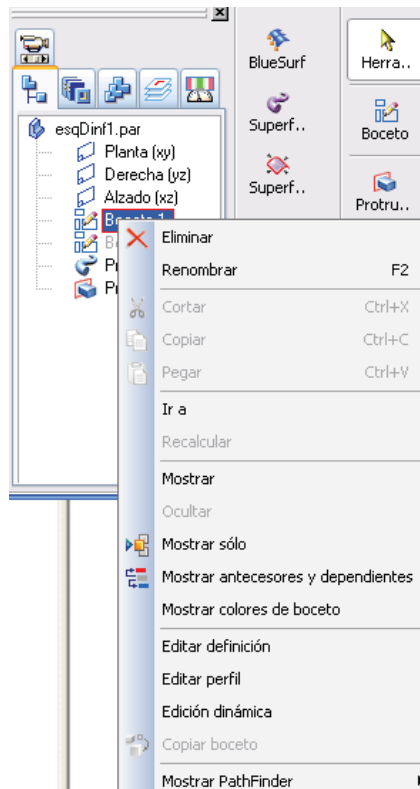 BlueSurf
Herra..
Superf..
Boceto
Superf..
Protru..
esqDinf1.par
Planta (xy)
Derecha (yz)
Alzado (xz)
Eliminar
Renombrar F2
Cortar Ctrl+X
Copiar Ctrl+C
Pegar Ctrl+V
Ir a
Recalcular
Mostrar
Ocultar
Mostrar sólo
Mostrar antecesores y dependientes
Mostrar colores de boceto
Editar definición
Editar perfil
Edición dinámica
Copiar boceto
Mostrar PathFinder